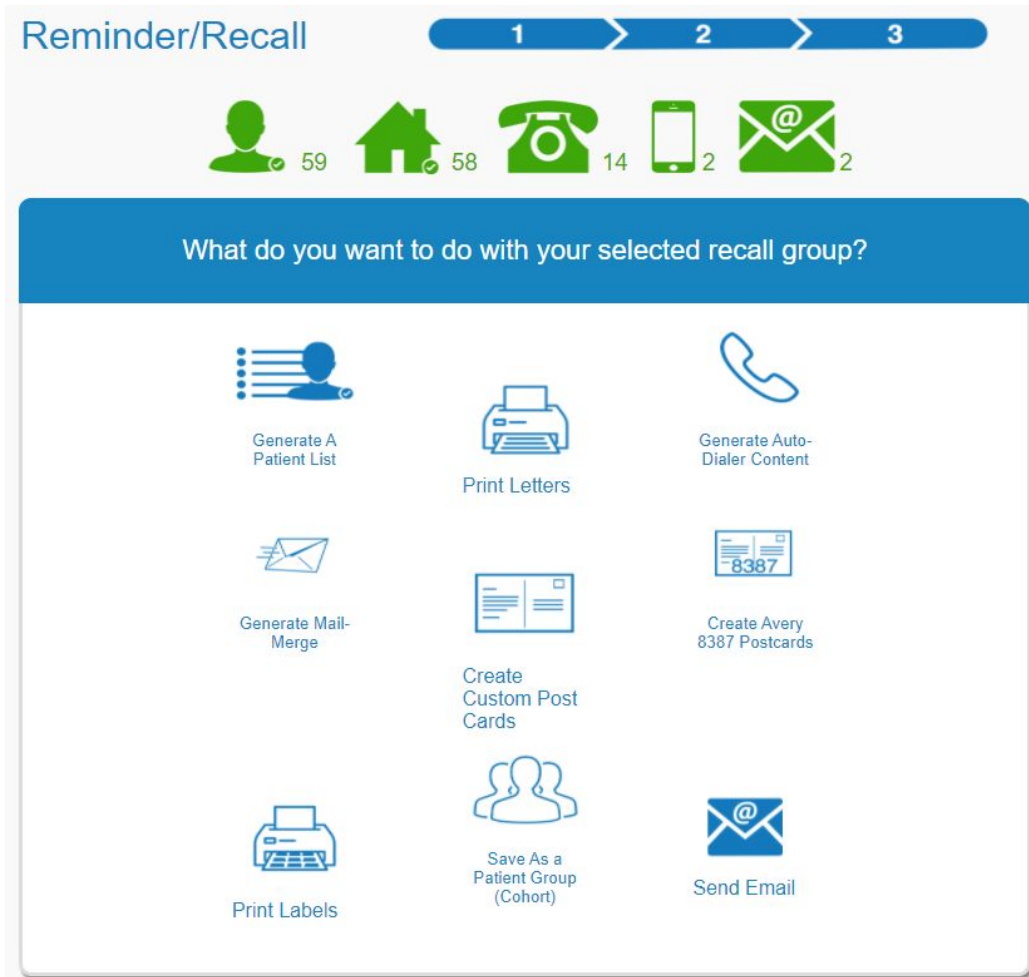 Reminder/Recall
1 2 3
59 58 14 2 2
@
What do you want to do with your selected recall group?
Generate A
Patient List
Print Letters
Generate Auto-
Dialer Content
Generate Mail-
Merge
Create
Custom Post
Cards
8387
Create Avery
8387 Postcards
Print Labels
Save As a
Patient Group
(Cohort)
@
Send Email